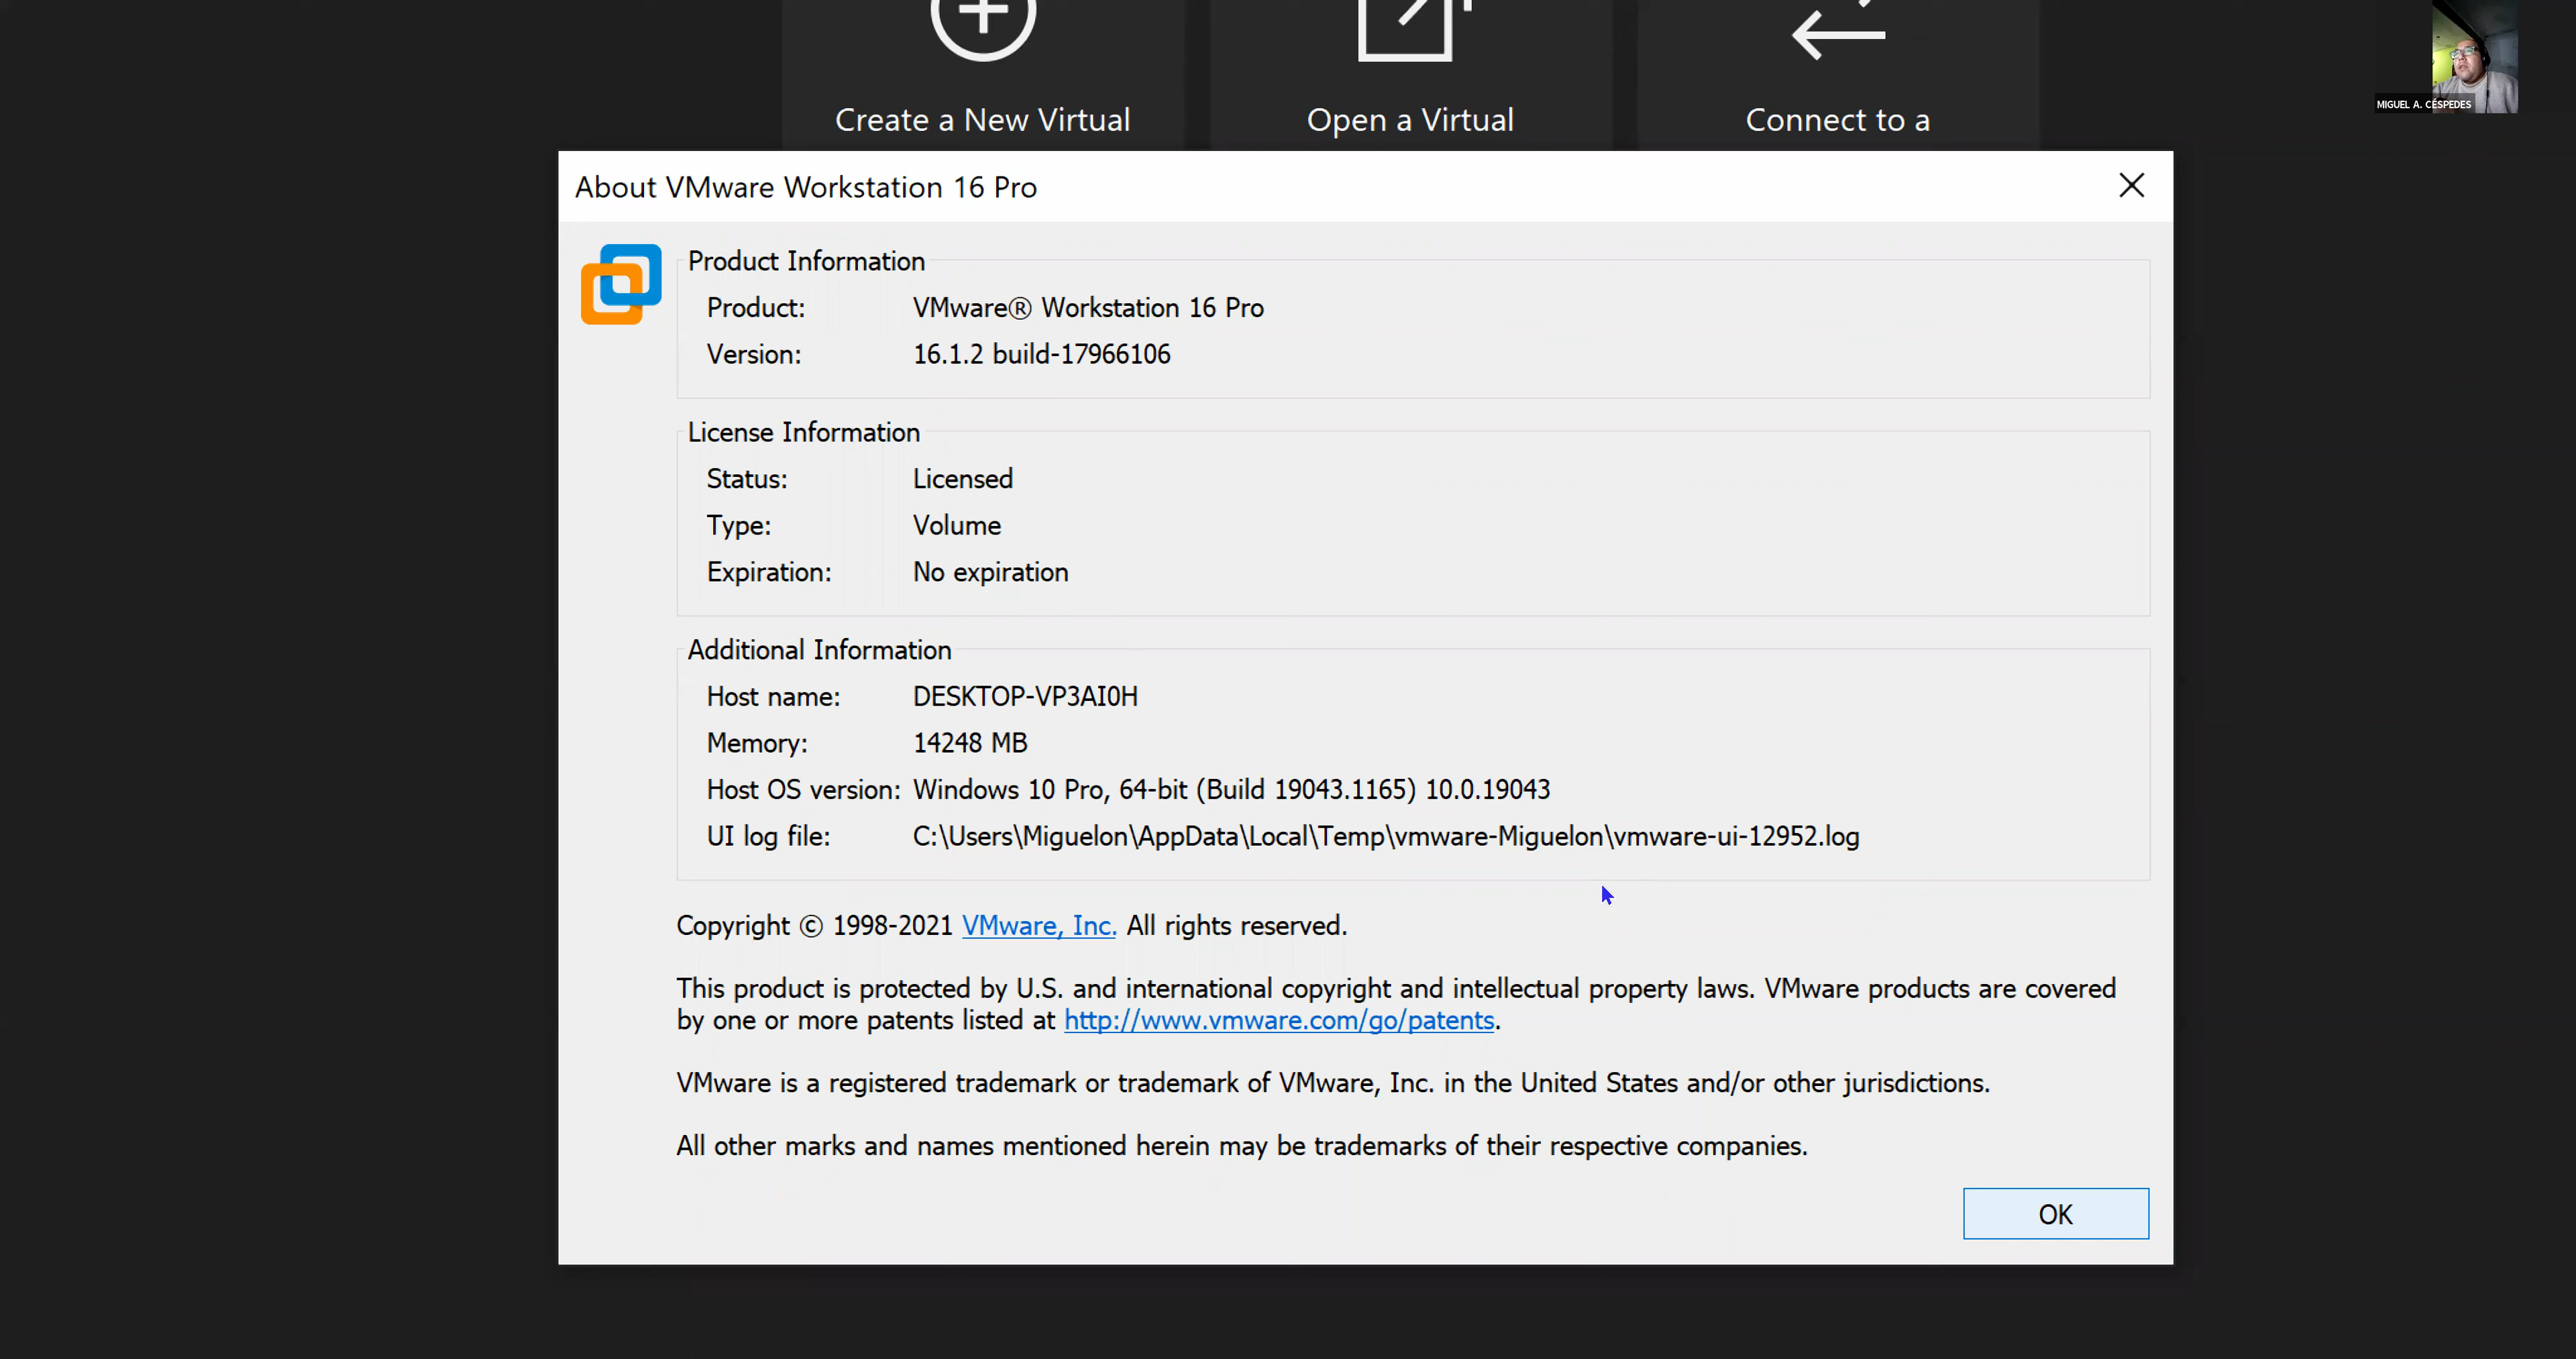 MIGUEL A. CÉSPEDES
Create a New Virtual
Open a Virtual
Connect to a
About VMware Workstation 16 Pro
Product Information
Product: VMware® Workstation 16 Pro
Version: 16.1.2 build-17966106
License Information
Status: Licensed
Type: Volume
Expiration: No expiration
Additional Information
Host name: DESKTOP-VP3AI0H
Memory: 14248 MB
Host OS version: Windows 10 Pro, 64-bit (Build 19043.1165) 10.0.19043
UI log file: C:\Users\Miguelon\AppData\Local\Temp\vmware-Miguelon\vmware-ui-12952.log
Copyright © 1998-2021 VMware, Inc. All rights reserved.
This product is protected by U.S. and international copyright and intellectual property laws. VMware products are covered
by one or more patents listed at http://www.vmware.com/go/patents.
VMware is a registered trademark or trademark of VMware, Inc. in the United States and/or other jurisdictions.
All other marks and names mentioned herein may be trademarks of their respective companies.
OK